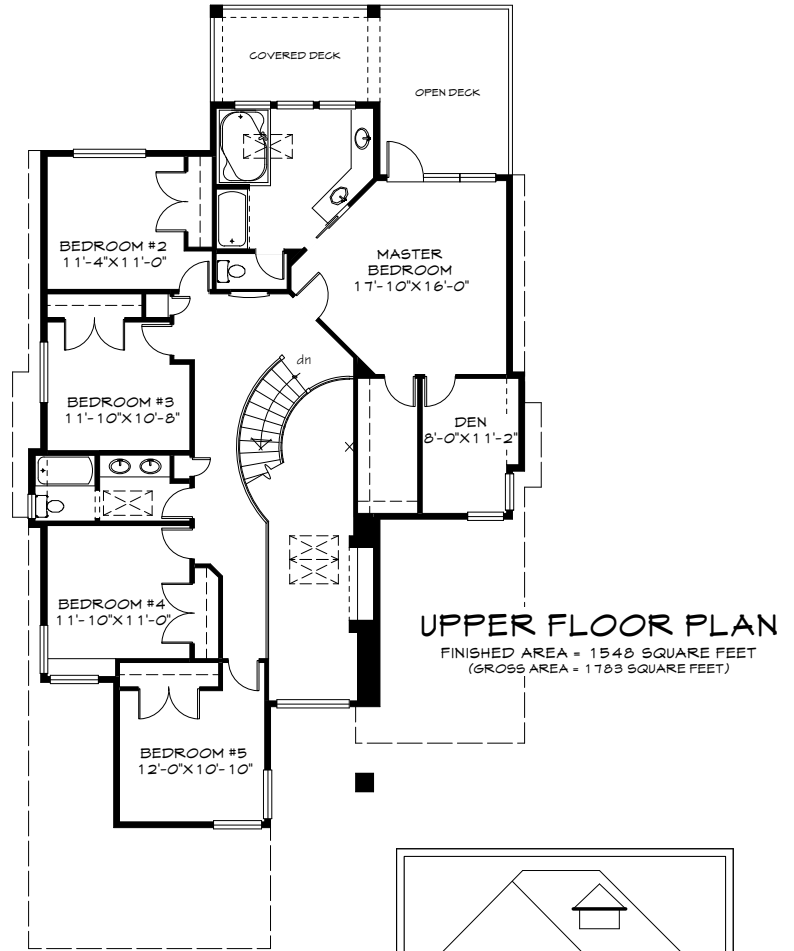 COVERED DECK
OPEN DECK
BEDROOM #2
11'-4"X11'-0"
MASTER
BEDROOM
17'-10"X16'-0"
dn
BEDROOM #3
11'-10"X10'-8"
DEN
8'-0"X11'-2"
BEDROOM #4
11'-10"X11'-0"
UPPER FLOOR PLAN
FINISHED AREA = 1548 SQUARE FEET
(GROSS AREA = 1783 SQUARE FEET)
BEDROOM #5
12'-0"X10'-10"